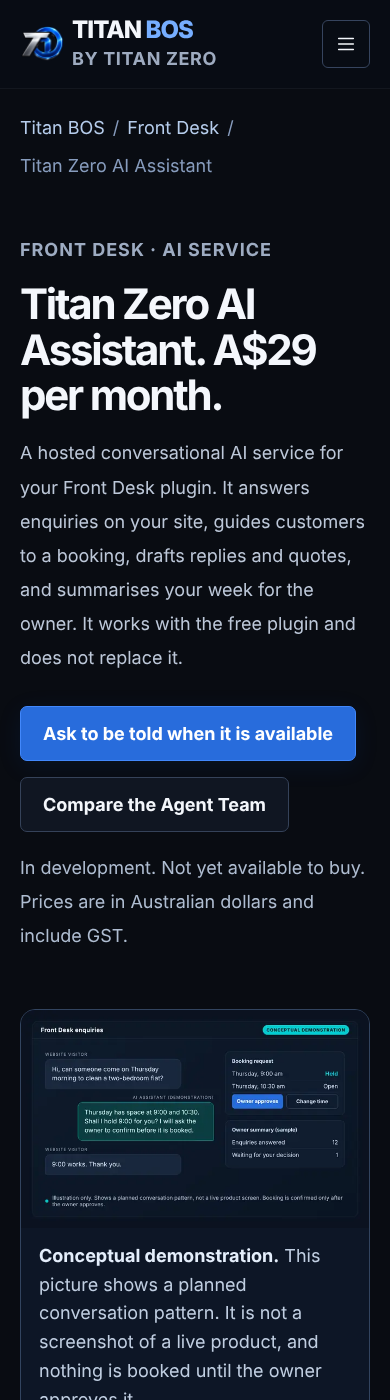 TITAN BOS
BY TITAN ZERO
Titan BOS / Front Desk /
Titan Zero AI Assistant
FRONT DESK · AI SERVICE
Titan Zero AI
Assistant. A$29
per month.
A hosted conversational AI service for
your Front Desk plugin. It answers
enquiries on your site, guides customers
to a booking, drafts replies and quotes,
and summarises your week for the
owner. It works with the free plugin and
does not replace it.
Ask to be told when it is available
Compare the Agent Team
In development. Not yet available to buy.
Prices are in Australian dollars and
include GST.
Front Desk enquiries
CONCEPTUAL DEMONSTRATION
WEBSITE VISITOR
Hi, can someone come on Thursday
morning to clean a two-bedroom flat?
AI ASSISTANT (DEMONSTRATION)
Thursday has space at 9:00 and 10:30.
Shall I hold 9:00 for you? I will ask the
owner to confirm before it is booked.
WEBSITE VISITOR
9:00 works. Thank you.
Booking request
Thursday, 9:00 am Held
Thursday, 10:30 am Open
Owner approves Change time
Owner summary (sample)
Enquiries answered 12
Waiting for your decision 1
Illustration only. Shows a planned conversation pattern, not a live product screen. Booking is confirmed only after
the owner approves.
Conceptual demonstration. This
picture shows a planned
conversation pattern. It is not a
screenshot of a live product, and
nothing is booked until the owner
approves it.